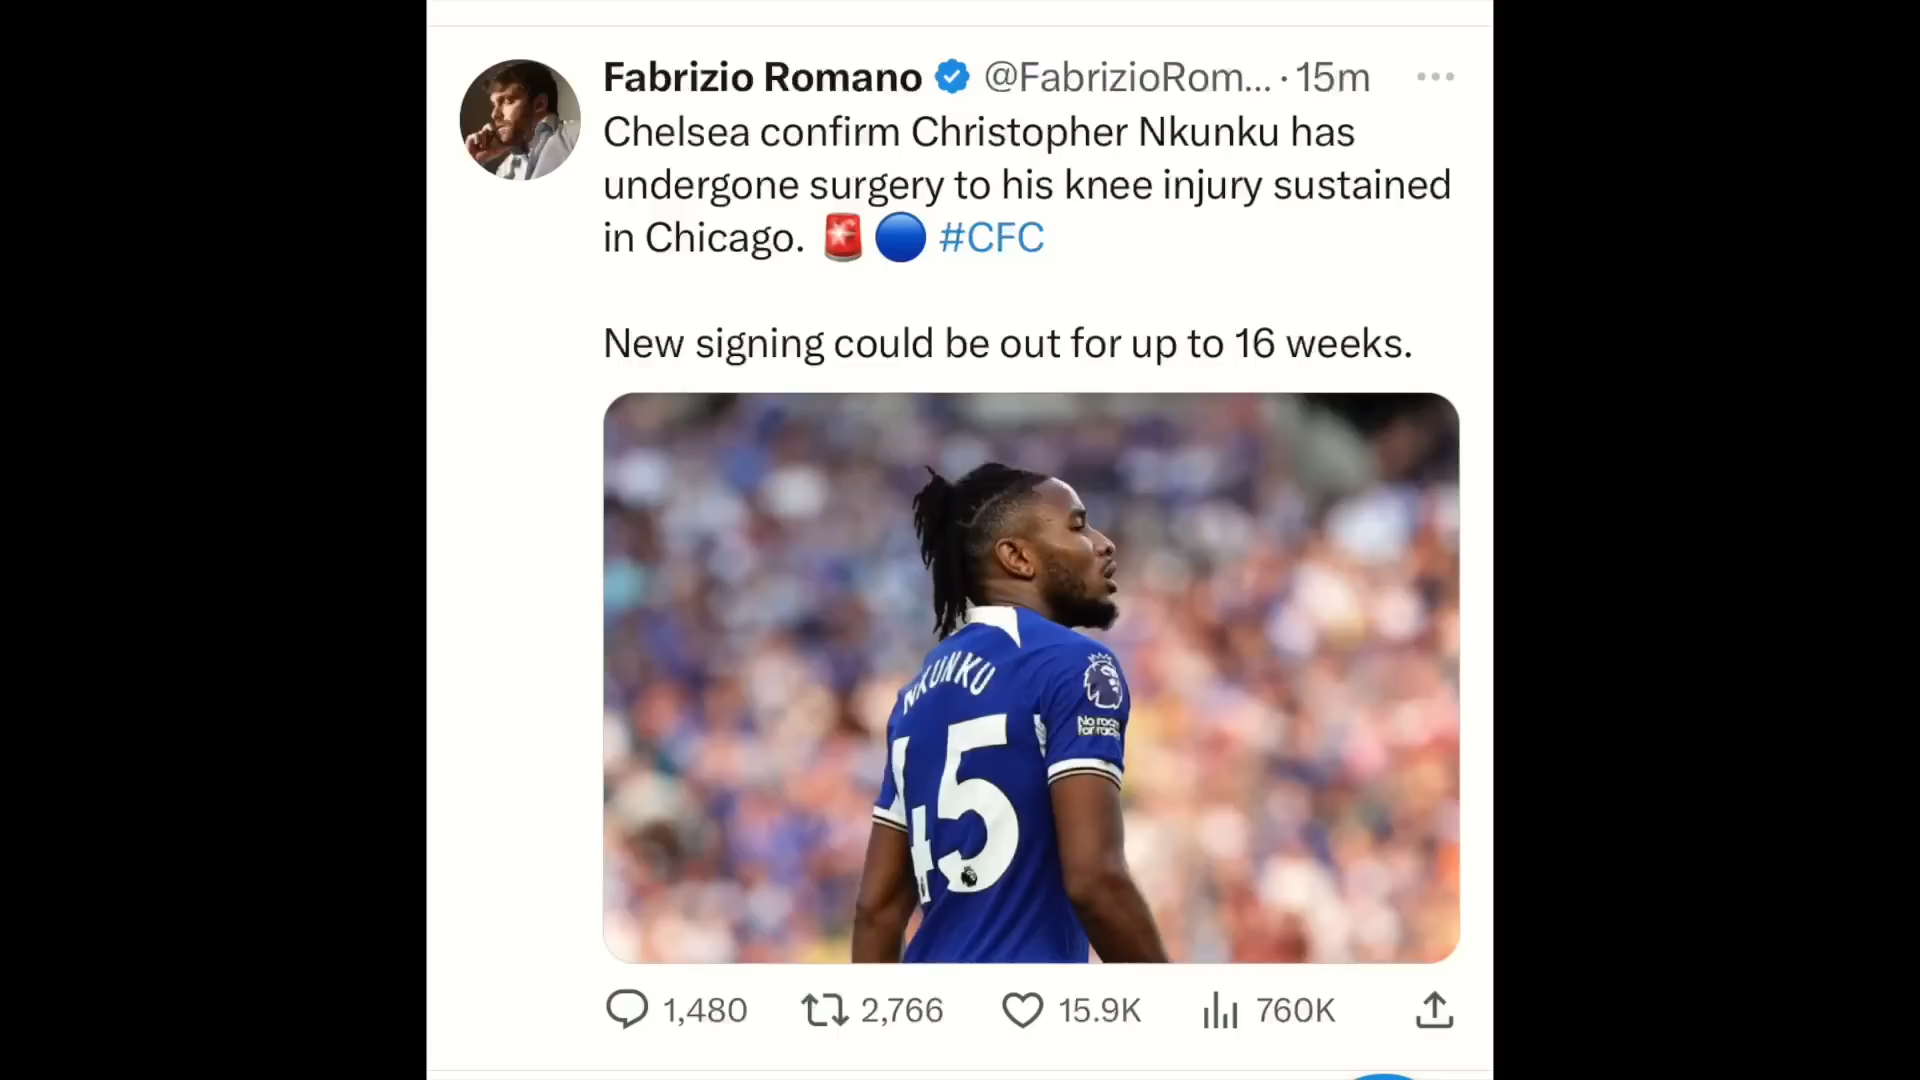 Fabrizio Romano @FabrizioRom... · 15m
Chelsea confirm Christopher Nkunku has
undergone surgery to his knee injury sustained
in Chicago. 🚨🔵 #CFC
New signing could be out for up to 16 weeks.
NKUNKU
45
No room
1,480 2,766 15.9K 760K